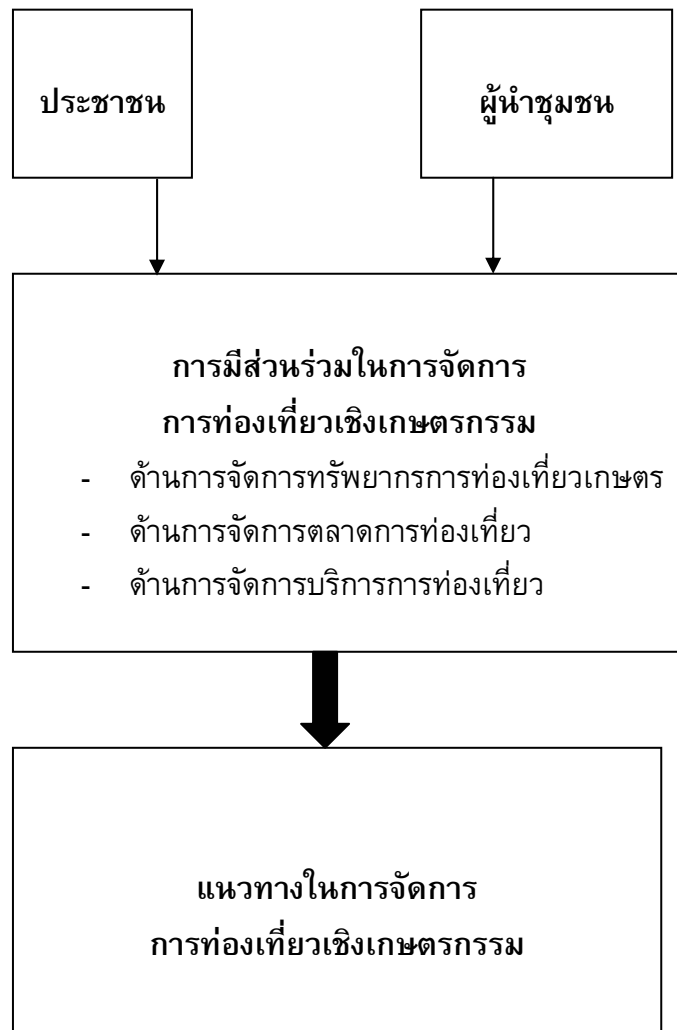 ประชาชน
ผู้นำชุมชน
การมีส่วนร่วมในการจัดการ
การท่องเที่ยวเชิงเกษตรกรรม
- ด้านการจัดการทรัพยากรการท่องเที่ยวเกษตร
- ด้านการจัดการตลาดการท่องเที่ยว
- ด้านการจัดการบริการการท่องเที่ยว
แนวทางในการจัดการ
การท่องเที่ยวเชิงเกษตรกรรม